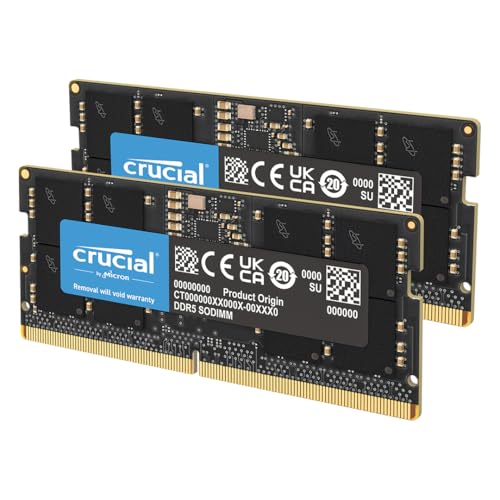 crucial
CE UK CA 20 0000
SU
crucial
by Micron
Removal will void warranty
CE UK CA 20 0000
SU
00000000 Product Origin 000000
CT000000XX000X-00XXX0
DDR5 SODIMM